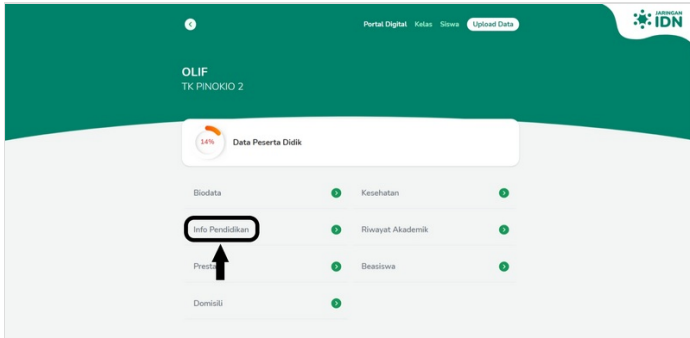 Portal Digital Kelas Siswa Upload Data
JARINGAN
IDN
OLIF
TK PINOKIO 2
14% Data Peserta Didik
Biodata Kesehatan
Info Pendidikan Riwayat Akademik
Presta Beasiswa
Domisili